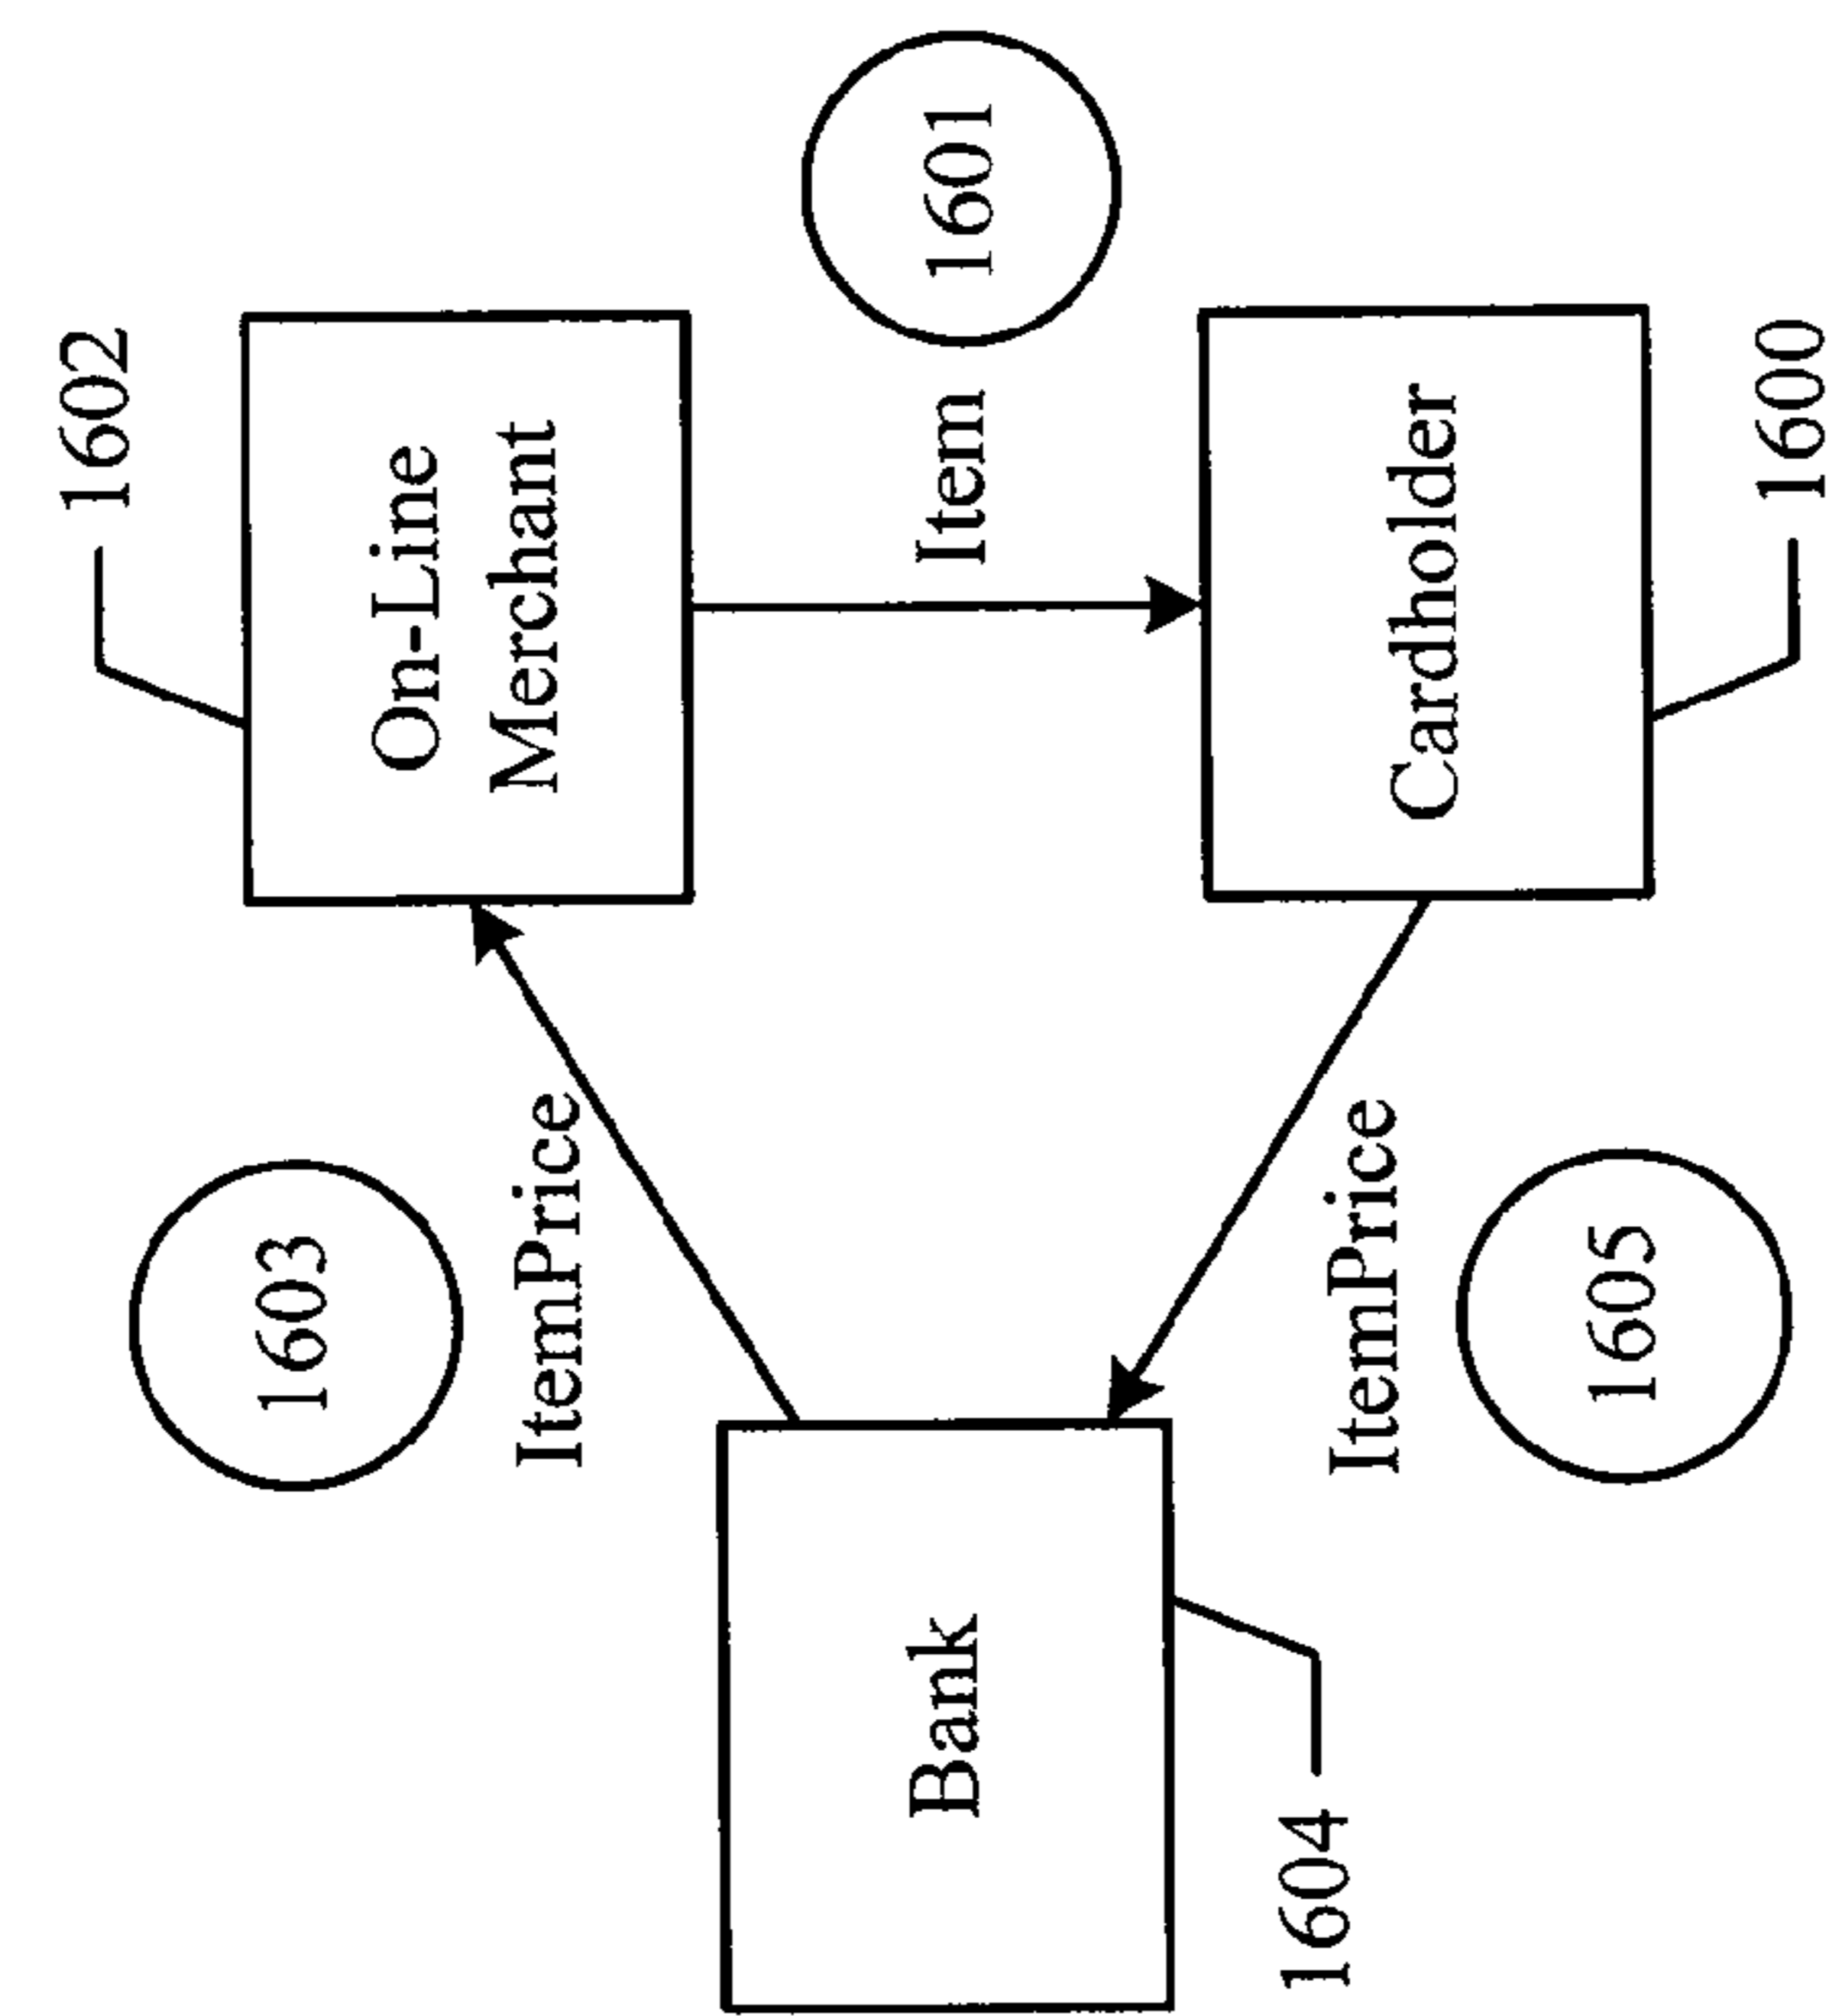 1602
On-Line
Merchant
1603
ItemPrice
Item
1601
Bank
1604
ItemPrice
1605
Cardholder
1600